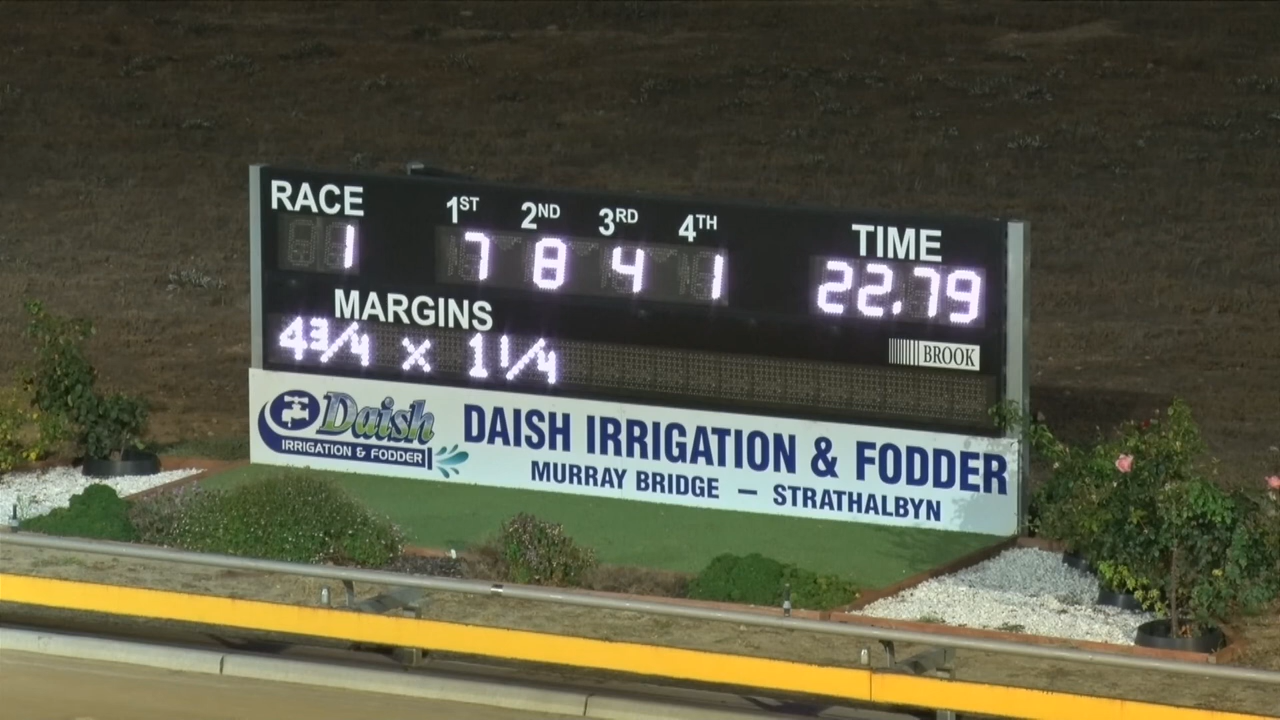 RACE 1ST 2ND 3RD 4TH TIME
1 7 8 4 1 22.79
MARGINS
4¾ x 1¼
BROOK
Daish
IRRIGATION & FODDER
DAISH IRRIGATION & FODDER
MURRAY BRIDGE – STRATHALBYN